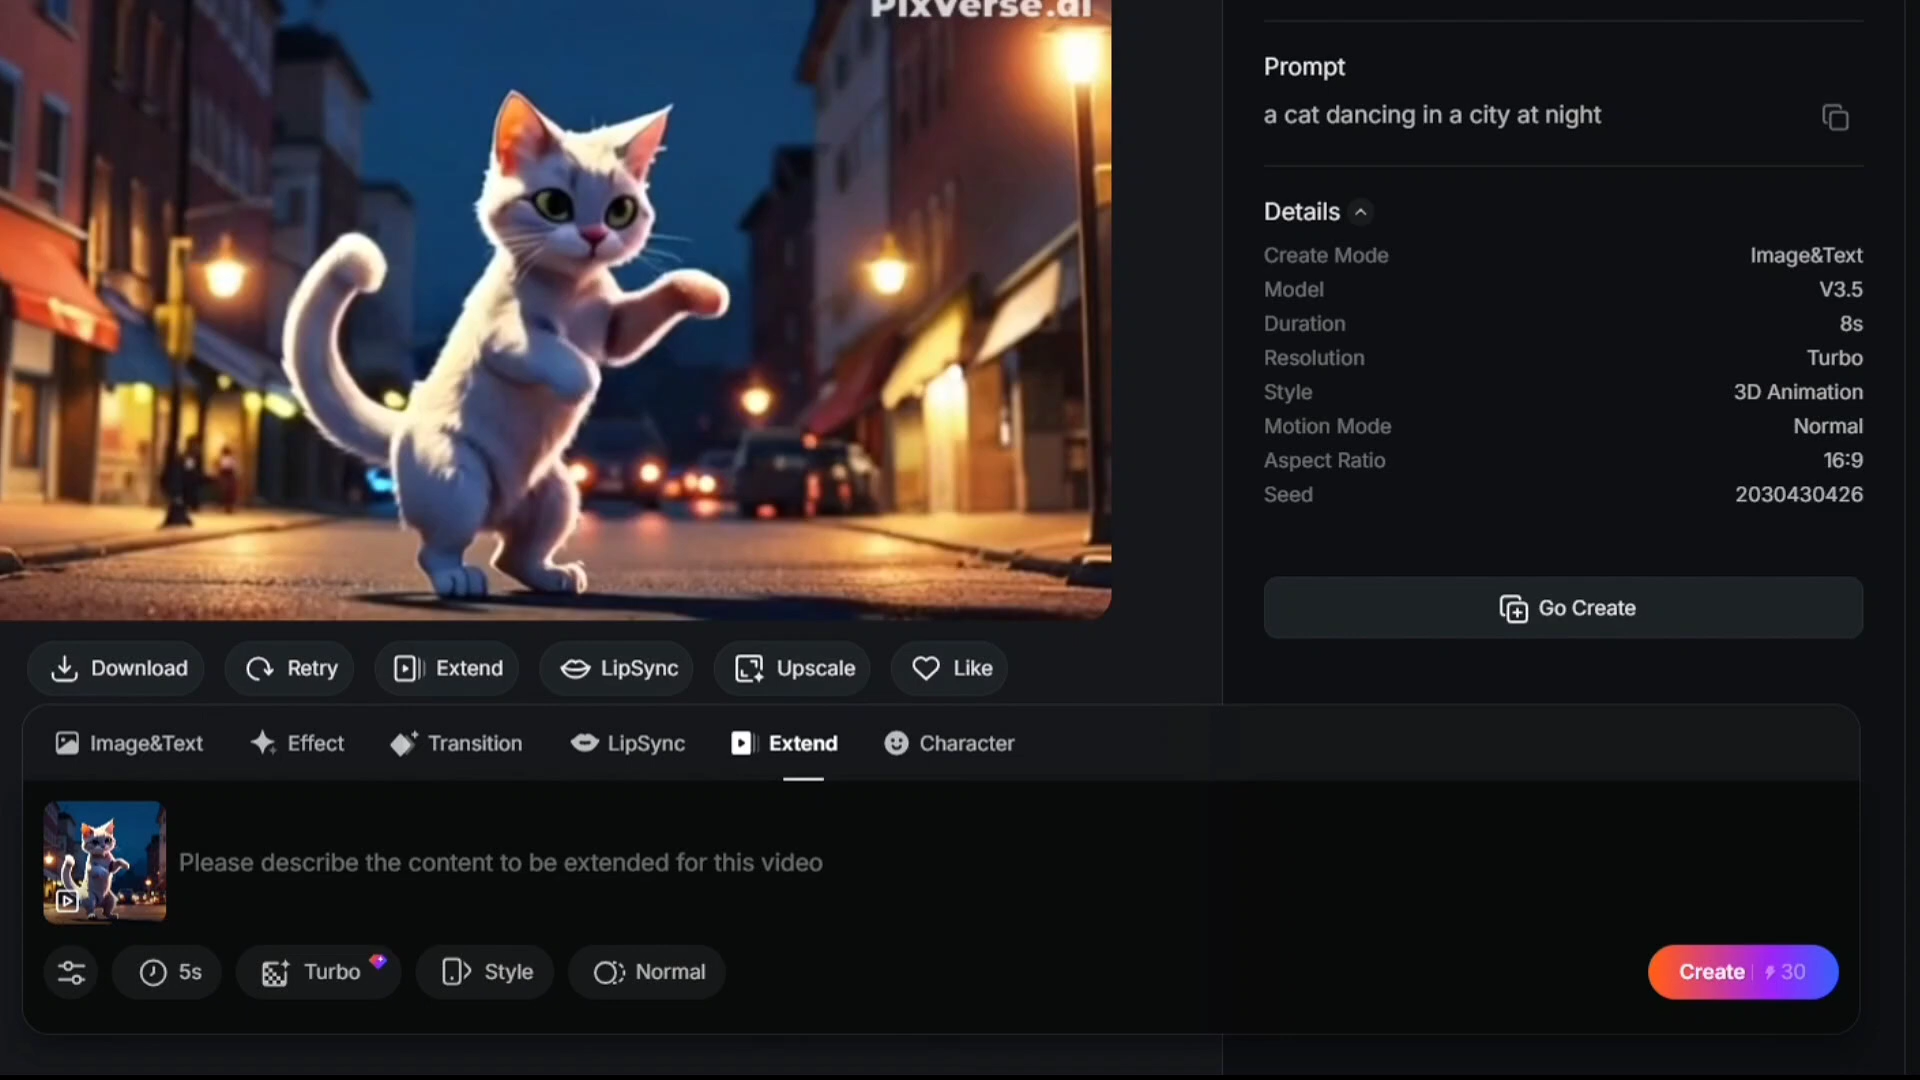 PixVerse.ai
Prompt
a cat dancing in a city at night
Details
Create Mode Image&Text
Model V3.5
Duration 8s
Resolution Turbo
Style 3D Animation
Motion Mode Normal
Aspect Ratio 16:9
Seed 2030430426
Go Create
Download Retry Extend LipSync Upscale Like
Image&Text Effect Transition LipSync Extend Character
Please describe the content to be extended for this video
5s Turbo Style Normal Create 30